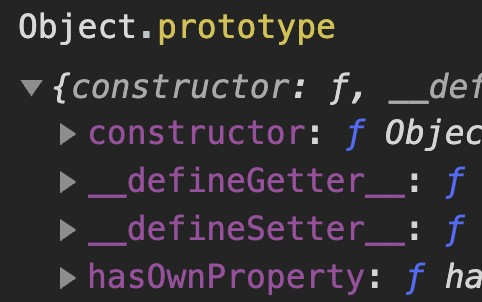 Object.prototype
▼ {constructor: ƒ, __def
▶ constructor: ƒ Objec
▶ __defineGetter__: ƒ
▶ __defineSetter__: ƒ
▶ hasOwnProperty: ƒ ha